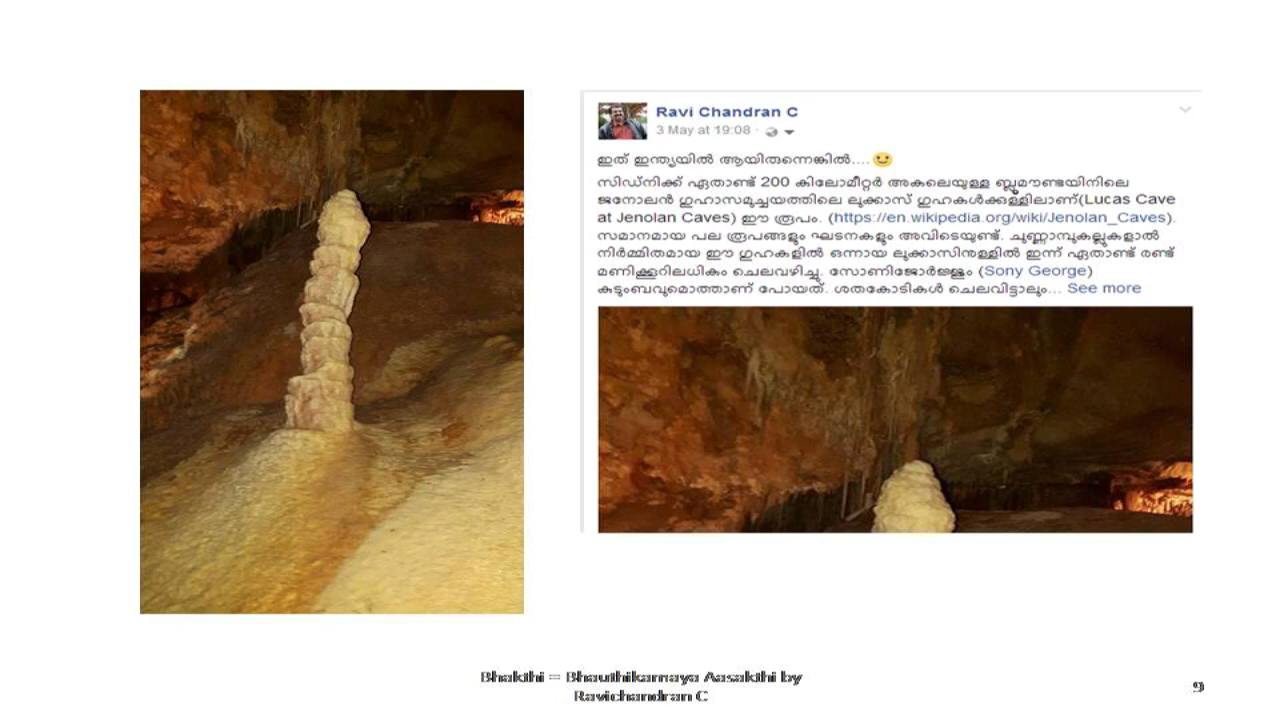 Ravi Chandran C
3 May at 19:08 ·
ഇത് ഇന്ത്യയിൽ ആയിരുന്നെങ്കിൽ....
സിഡ്നിക്ക് ഏതാണ്ട് 200 കിലോമീറ്റർ അകലെയുള്ള ബ്ലൂമൗണ്ടയിനിലെ
ജനോലൻ ഗുഹാസമുച്ചയത്തിലെ ലൂക്കാസ് ഗുഹകൾക്കുള്ളിലാണ്(Lucas Cave
at Jenolan Caves) ഈ രൂപം. (https://en.wikipedia.org/wiki/Jenolan_Caves).
സമാനമായ പല രൂപങ്ങളും ഘടനകളും അവിടെയുണ്ട്. ചുണ്ണാമ്പുകല്ലുകളാൽ
നിർമ്മിതമായ ഈ ഗുഹകളിൽ ഒന്നായ ലൂക്കാസിനുള്ളിൽ ഇന്ന് ഏതാണ്ട് രണ്ട്
മണിക്കൂറിലധികം ചെലവഴിച്ചു. സോണിജോർജ്ജും (Sony George)
കുടുംബവുമൊത്താണ് പോയത്. ശതകോടികൾ ചെലവിട്ടാലും... See more
Bhakthi = Bhauthikamaya Aasakthi by
Ravichandran C
9